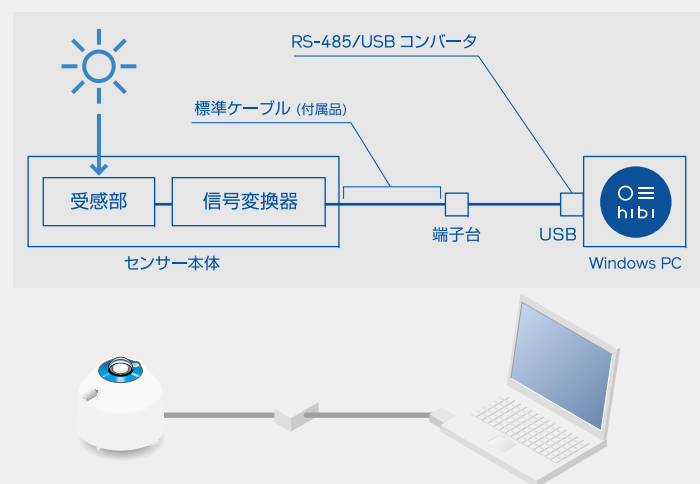 RS-485/USB コンバータ
標準ケーブル (付属品)
受感部
信号変換器
hibi
端子台
USB
センサー本体
Windows PC